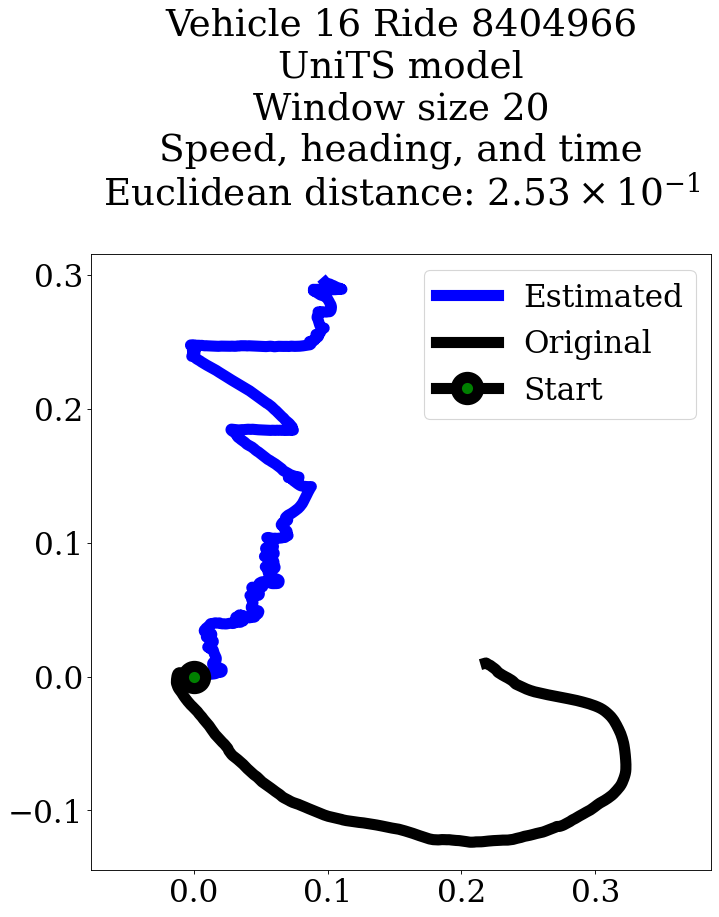 Vehicle 16 Ride 8404966
UniTS model
Window size 20
Speed, heading, and time
Euclidean distance: 2.53 × 10⁻¹
0.3
0.2
0.1
0.0
−0.1
Estimated
Original
Start
0.0 0.1 0.2 0.3